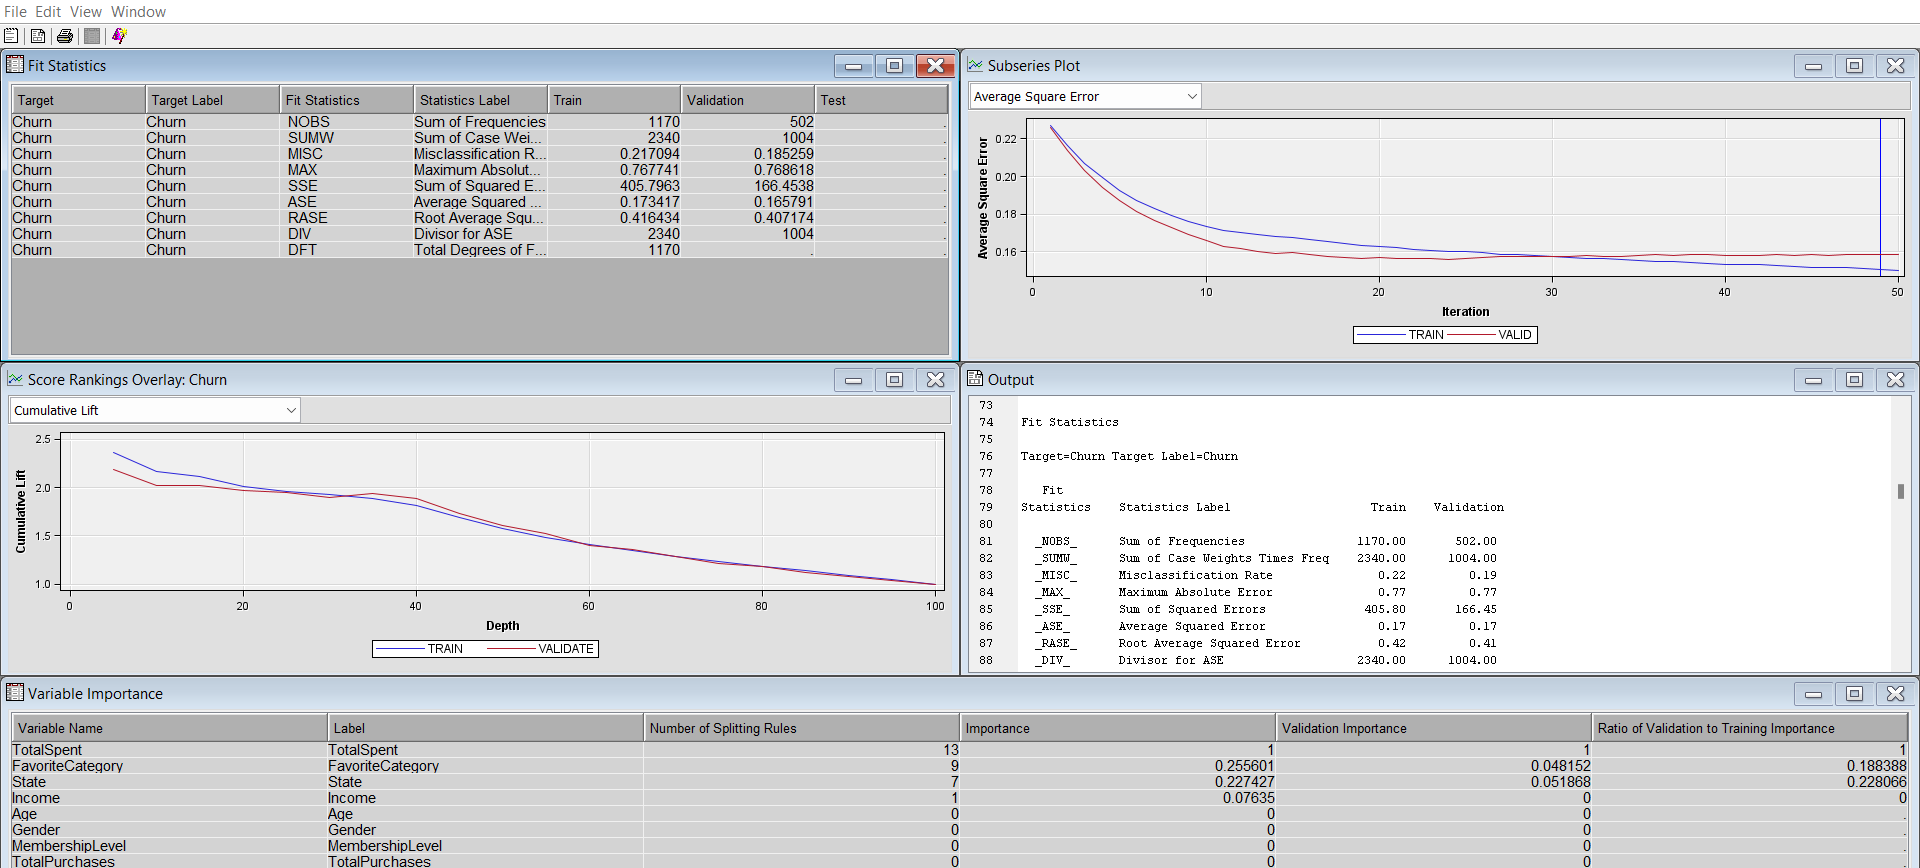 File Edit View Window
Fit Statistics
Target Target Label Fit Statistics Statistics Label Train Validation Test
Churn Churn NOBS Sum of Frequencies 1170 502 .
Churn Churn SUMW Sum of Case Wei... 2340 1004 .
Churn Churn MISC Misclassification R... 0.217094 0.185259 .
Churn Churn MAX Maximum Absolut... 0.767741 0.768618 .
Churn Churn SSE Sum of Squared E... 405.7963 166.4538 .
Churn Churn ASE Average Squared ... 0.173417 0.165791 .
Churn Churn RASE Root Average Squ... 0.416434 0.407174 .
Churn Churn DIV Divisor for ASE 2340 1004 .
Churn Churn DFT Total Degrees of F... 1170 . .
Subseries Plot
Average Square Error
Average Square Error
0.22
0.20
0.18
0.16
0 10 20 30 40 50
Iteration
TRAIN VALID
Score Rankings Overlay: Churn
Cumulative Lift
Cumulative Lift
2.5
2.0
1.5
1.0
0 20 40 60 80 100
Depth
TRAIN VALIDATE
Output
73
74 Fit Statistics
75
76 Target=Churn Target Label=Churn
77
78 Fit
79 Statistics Statistics Label Train Validation
80
81 _NOBS_ Sum of Frequencies 1170.00 502.00
82 _SUMW_ Sum of Case Weights Times Freq 2340.00 1004.00
83 _MISC_ Misclassification Rate 0.22 0.19
84 _MAX_ Maximum Absolute Error 0.77 0.77
85 _SSE_ Sum of Squared Errors 405.80 166.45
86 _ASE_ Average Squared Error 0.17 0.17
87 _RASE_ Root Average Squared Error 0.42 0.41
88 _DIV_ Divisor for ASE 2340.00 1004.00
Variable Importance
Variable Name Label Number of Splitting Rules Importance Validation Importance Ratio of Validation to Training Importance
TotalSpent TotalSpent 13 1 1 1
FavoriteCategory FavoriteCategory 9 0.255601 0.048152 0.188388
State State 7 0.227427 0.051868 0.228066
Income Income 1 0.07635 0 0
Age Age 0 0 0 .
Gender Gender 0 0 0 .
MembershipLevel MembershipLevel 0 0 0 .
TotalPurchases TotalPurchases 0 0 0 .